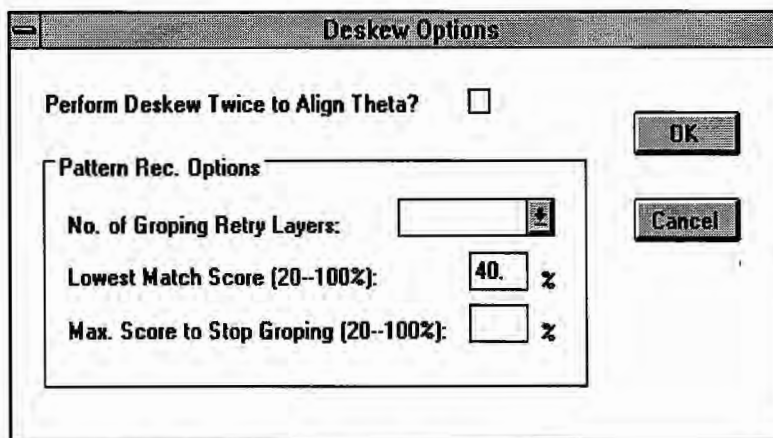 Deskew Options
Perform Deskew Twice to Align Theta?
OK
Pattern Rec. Options
No. of Groping Retry Layers:
Cancel
Lowest Match Score (20--100%): 40. %
Max. Score to Stop Groping (20--100%): %